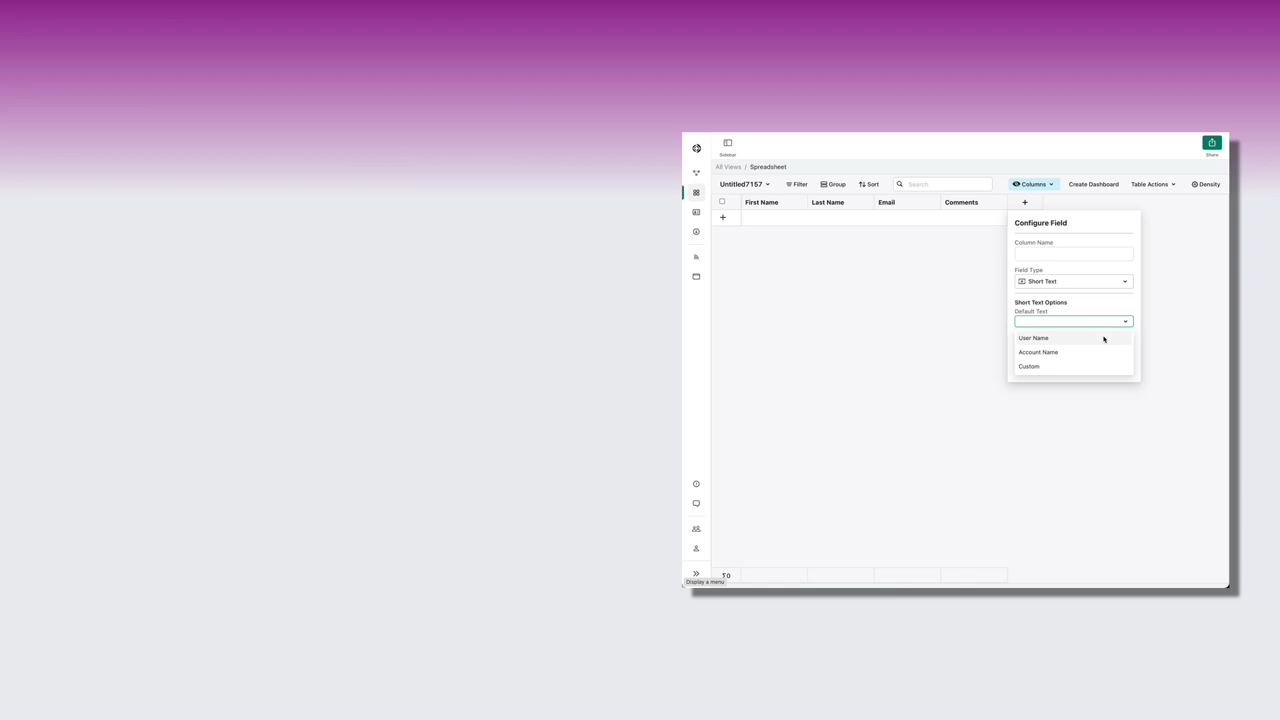 Sidebar
Share
All Views / Spreadsheet
Untitled7157
Filter
Group
Sort
Search
Columns
Create Dashboard
Table Actions
Density
First Name
Last Name
Email
Comments
+
+
Configure Field
Column Name
Field Type
Short Text
Short Text Options
Default Text
User Name
Account Name
Custom
Display a menu